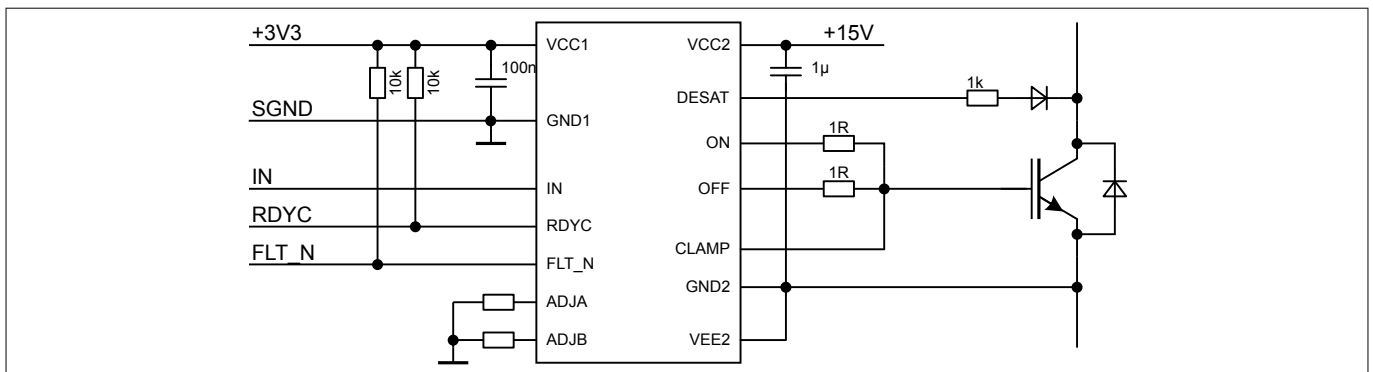 +3V3
SGND
IN
RDYC
FLT_N
10k
10k
100n
VCC1
GND1
IN
RDYC
FLT_N
ADJA
ADJB
VCC2
DESAT
ON
OFF
CLAMP
GND2
VEE2
+15V
1µ
1k
1R
1R